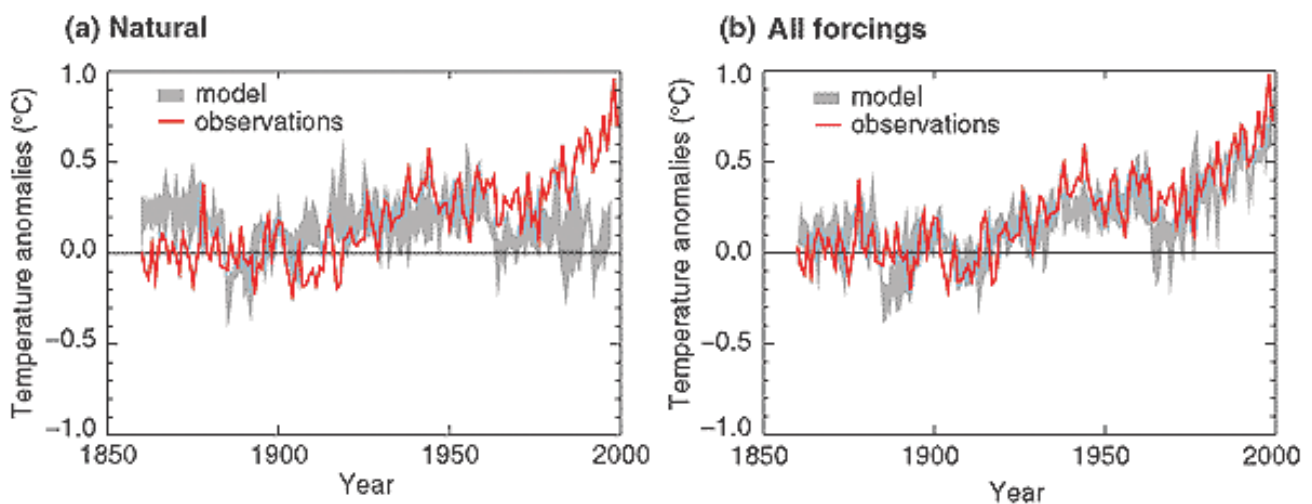 (a) Natural
Temperature anomalies (°C)
1.0
0.5
0.0
−0.5
−1.0
model
observations
1850
1900
1950
2000
Year
(b) All forcings
Temperature anomalies (°C)
1.0
0.5
0.0
−0.5
−1.0
model
observations
1850
1900
1950
2000
Year